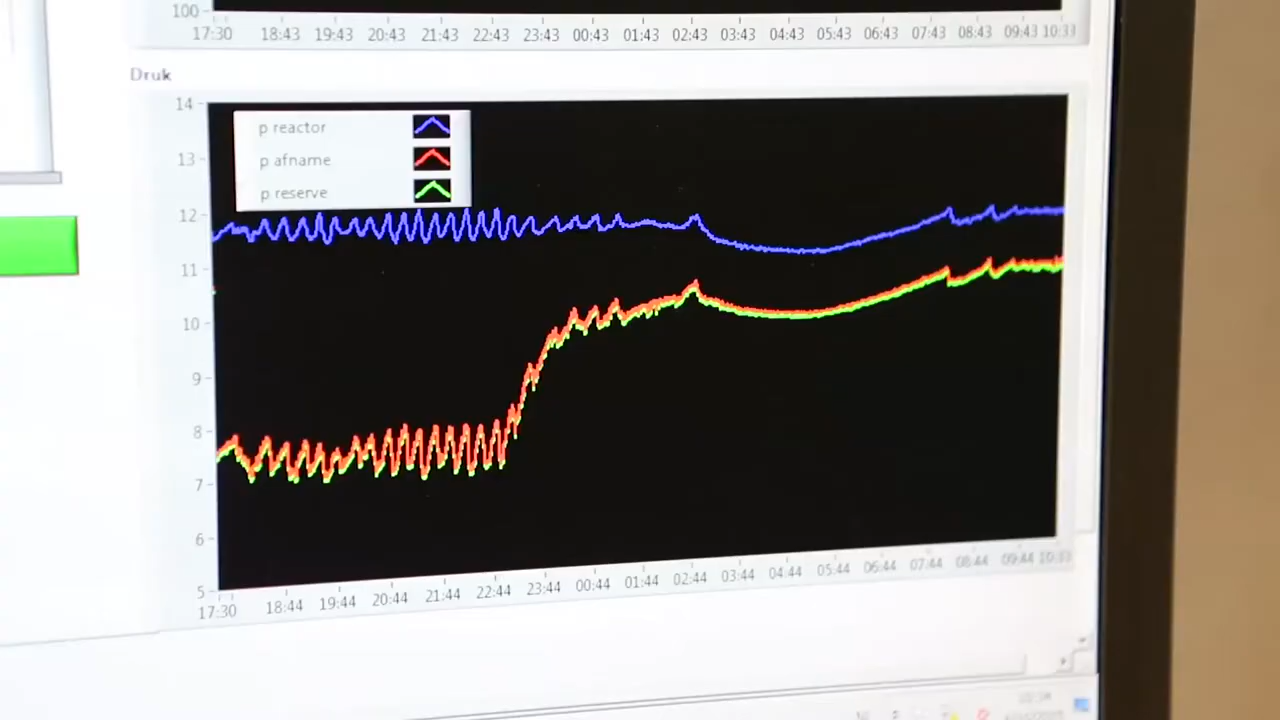 100
17:30 18:43 19:43 20:43 21:43 22:43 23:43 00:43 01:43 02:43 03:43 04:43 05:43 06:43 07:43 08:43 09:43 10:33
Druk
14
p reactor
13
p afname
p reserve
12
11
10
9
8
7
6
5
17:30 18:44 19:44 20:44 21:44 22:44 23:44 00:44 01:44 02:44 03:44 04:44 05:44 06:44 07:44 08:44 09:44 10:33